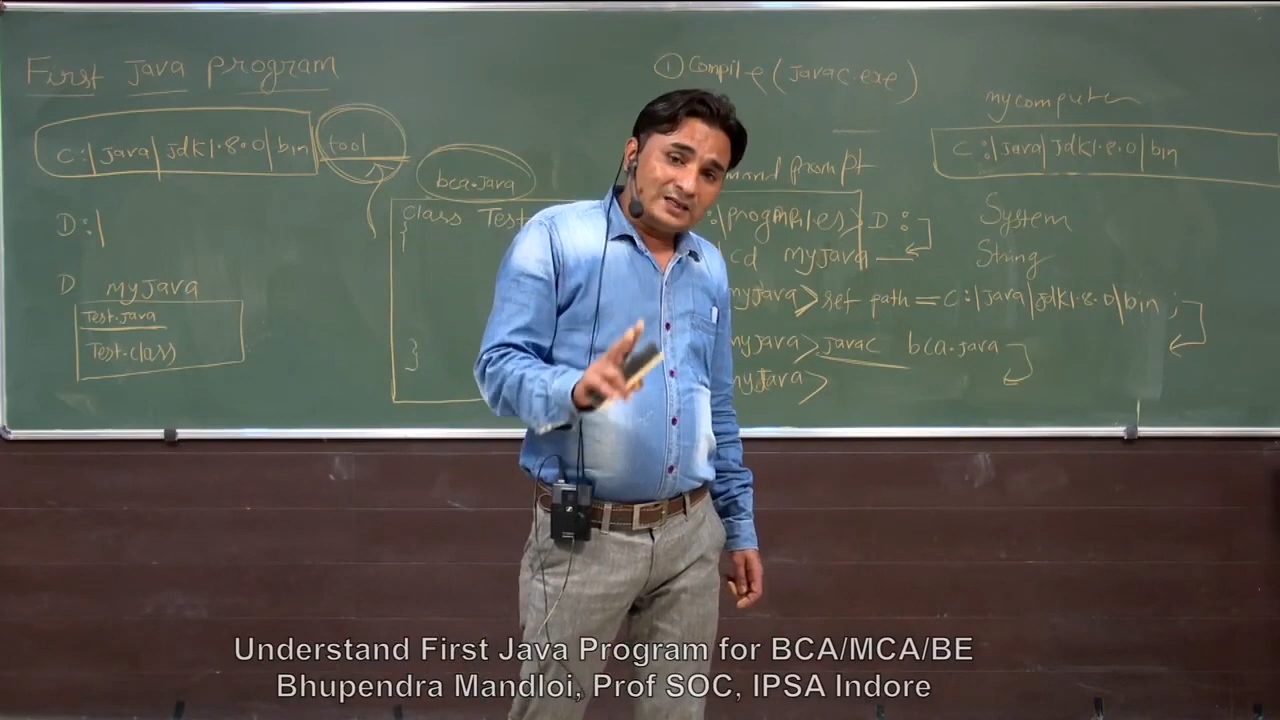 First Java program
C:\Java\Jdk1.8.0\bin tool
D:\
D myJava
Test.java
Test.class
bca.java
class Test
{
}
① Compile (javac.exe)
prompt
D:
cd myJava
myJava> set path = C:\Java\Jdk1.8.0\bin ;
myJava> javac bca.java
myJava>
mycomputer
C:\Java\Jdk1.8.0\bin
System
String
Understand First Java Program for BCA/MCA/BE
Bhupendra Mandloi, Prof SOC, IPSA Indore